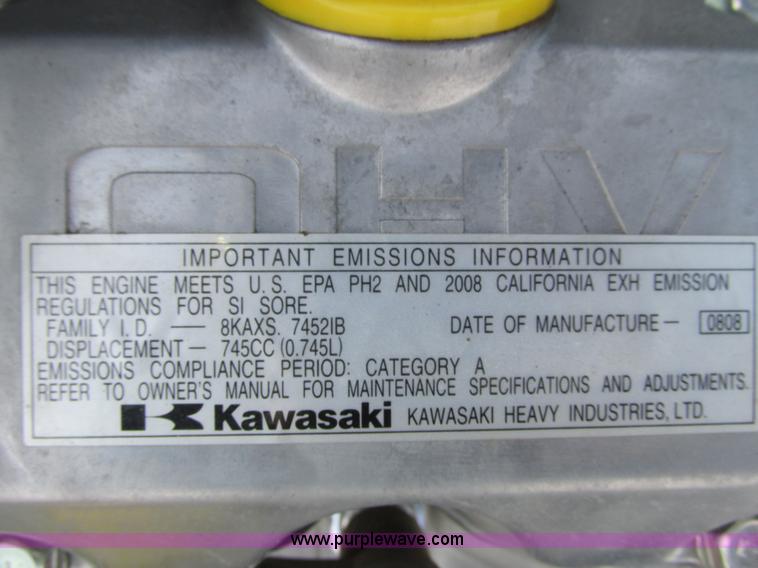 OHV
IMPORTANT EMISSIONS INFORMATION
THIS ENGINE MEETS U.S. EPA PH2 AND 2008 CALIFORNIA EXH EMISSION
REGULATIONS FOR SI SORE.
FAMILY I.D. — 8KAXS. 7452IB DATE OF MANUFACTURE — 0808
DISPLACEMENT — 745CC (0.745L)
EMISSIONS COMPLIANCE PERIOD: CATEGORY A
REFER TO OWNER'S MANUAL FOR MAINTENANCE SPECIFICATIONS AND ADJUSTMENTS.
Kawasaki KAWASAKI HEAVY INDUSTRIES, LTD.
www.purplewave.com